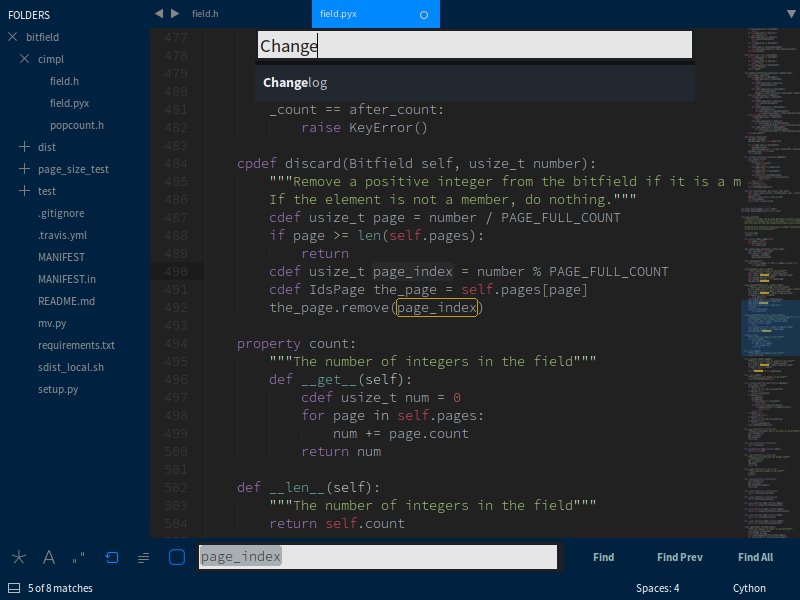 FOLDERS
bitfield
cimpl
field.h
field.pyx
popcount.h
dist
page_size_test
test
.gitignore
.travis.yml
MANIFEST
MANIFEST.in
README.md
mv.py
requirements.txt
sdist_local.sh
setup.py
field.h
field.pyx
Change
Changelog
477
478
479
480
481 _count == after_count:
482 raise KeyError()
483
484 cpdef discard(Bitfield self, usize_t number):
485 """Remove a positive integer from the bitfield if it is a m
486 If the element is not a member, do nothing."""
487 cdef usize_t page = number / PAGE_FULL_COUNT
488 if page >= len(self.pages):
489 return
490 cdef usize_t page_index = number % PAGE_FULL_COUNT
491 cdef IdsPage the_page = self.pages[page]
492 the_page.remove(page_index)
493
494 property count:
495 """The number of integers in the field"""
496 def __get__(self):
497 cdef usize_t num = 0
498 for page in self.pages:
499 num += page.count
500 return num
501
502 def __len__(self):
503 """The number of integers in the field"""
504 return self.count
page_index
Find
Find Prev
Find All
5 of 8 matches
Spaces: 4
Cython